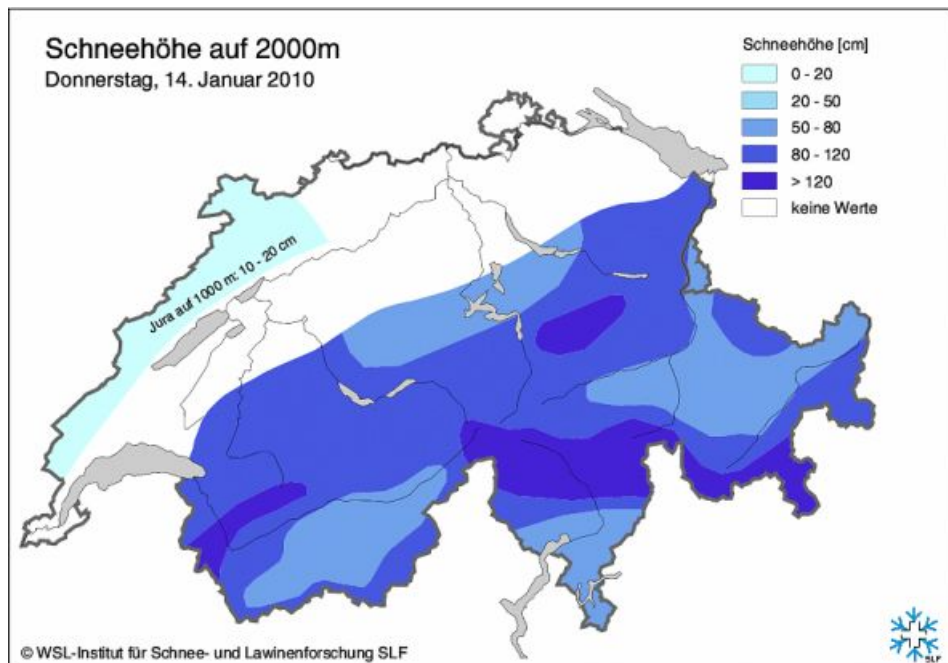 Schneehöhe auf 2000m
Donnerstag, 14. Januar 2010
Schneehöhe [cm]
0 - 20
20 - 50
50 - 80
80 - 120
> 120
keine Werte
Jura auf 1000 m: 10 - 20 cm
© WSL-Institut für Schnee- und Lawinenforschung SLF
SLF